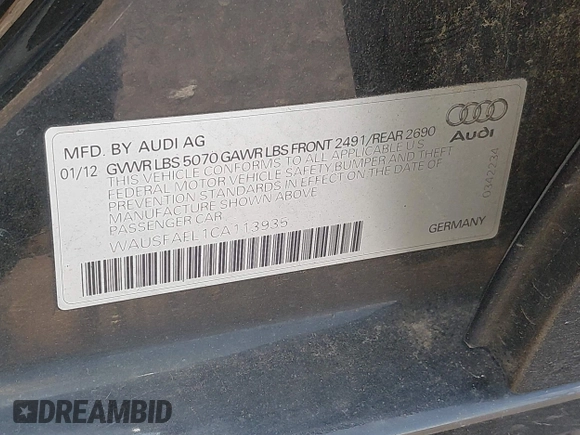 MFD. BY AUDI AG
01/12 GVWR LBS 5070 GAWR LBS FRONT 2491/REAR 2690
THIS VEHICLE CONFORMS TO ALL APPLICABLE U S
FEDERAL MOTOR VEHICLE SAFETY BUMPER AND THEFT
PREVENTION STANDARDS IN EFFECT ON THE DATE OF
MANUFACTURE SHOWN ABOVE
PASSENGER CAR
WAUSFAEL1CA113935
Audi
0342234
GERMANY
DREAMBID